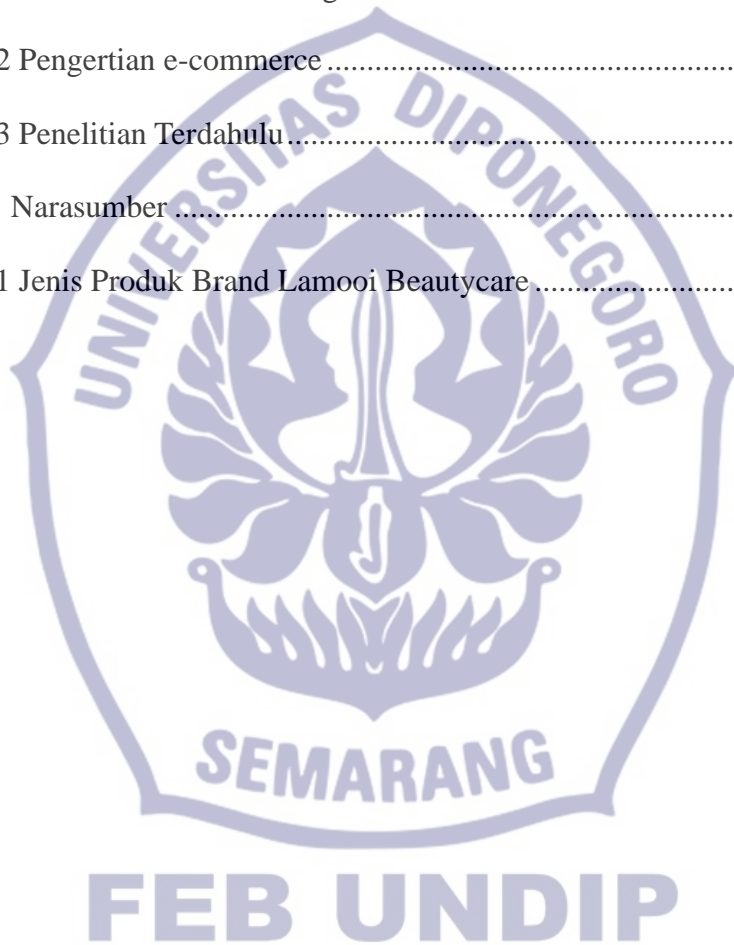 2 Pengertian e-commerce ....................................................
3 Penelitian Terdahulu.........................................................
Narasumber .......................................................................
1 Jenis Produk Brand Lamooi Beautycare .........................
UNIVERSITAS DIPONEGORO
SEMARANG
FEB UNDIP